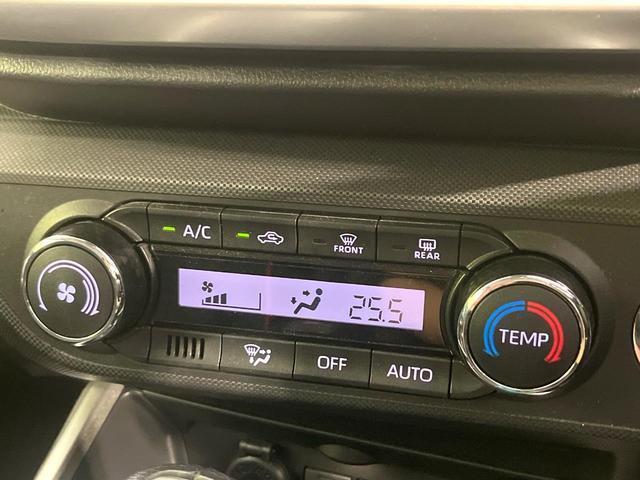 A/C
FRONT
REAR
25.5
TEMP
OFF
AUTO